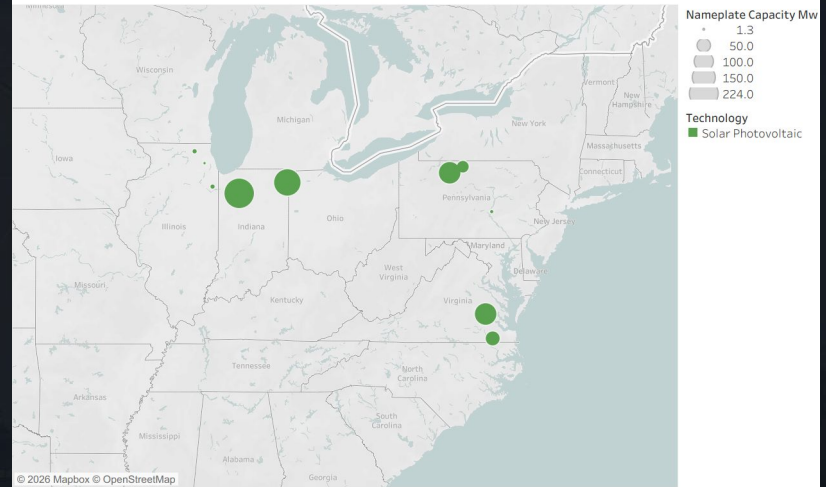 Minnesota
Wisconsin
Michigan
Iowa
Illinois
Indiana
Ohio
Pennsylvania
New York
Vermont
New
Hampshire
Massachusetts
Connecticut
New Jersey
Maryland
Delaware
West
Virginia
Virginia
Kentucky
Missouri
Tennessee
North
Carolina
Arkansas
South
Carolina
Mississippi
Alabama
Georgia
© 2026 Mapbox © OpenStreetMap
Nameplate Capacity Mw
1.3
50.0
100.0
150.0
224.0
Technology
Solar Photovoltaic